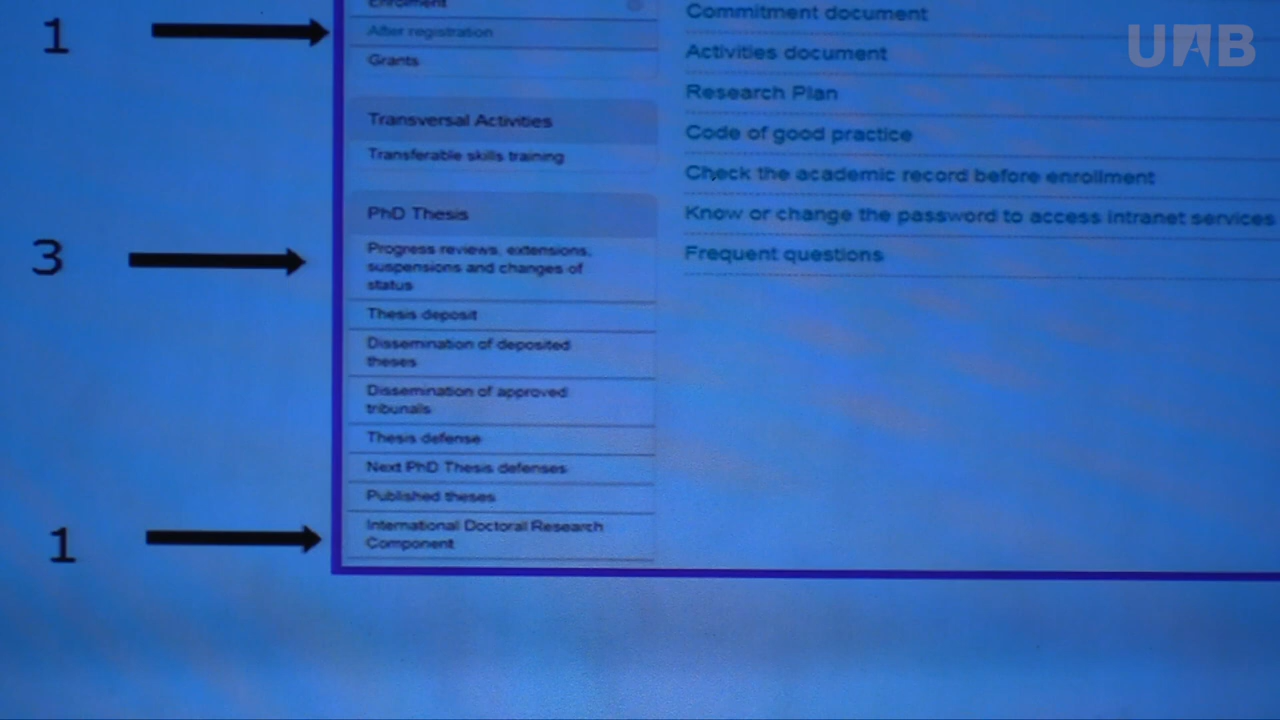 Enrolment
1
After registration
Grants
Transversal Activities
Transferable skills training
PhD Thesis
3
Progress reviews, extensions,
suspensions and changes of
status
Thesis deposit
Dissemination of deposited
theses
Dissemination of approved
tribunals
Thesis defense
Next PhD Thesis defenses
Published theses
1
International Doctoral Research
Component
Commitment document
Activities document
Research Plan
Code of good practice
Check the academic record before enrollment
Know or change the password to access intranet services
Frequent questions
UAB